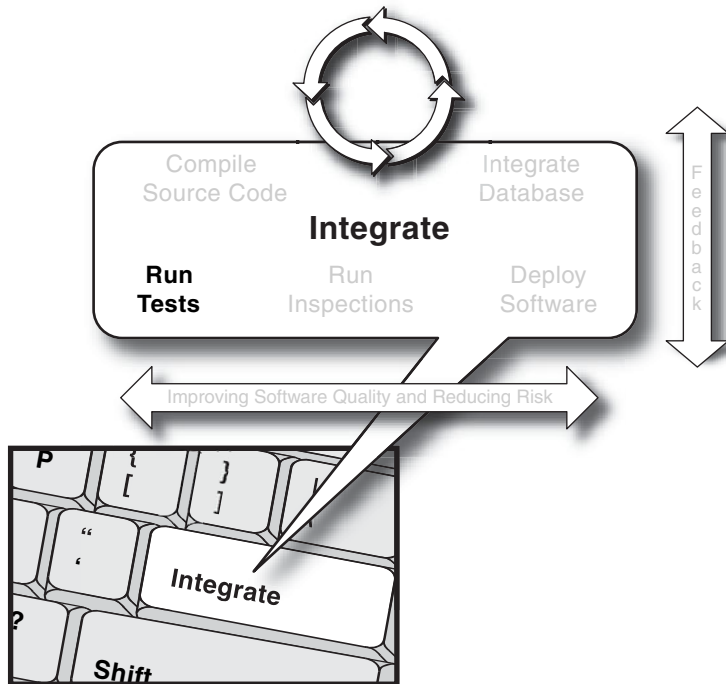 Compile
Source Code
Integrate
Database
Integrate
Run
Tests
Run
Inspections
Deploy
Software
Feedback
Improving Software Quality and Reducing Risk
P
{
[
}
]
|
“
‘
Integrate
?
Shift